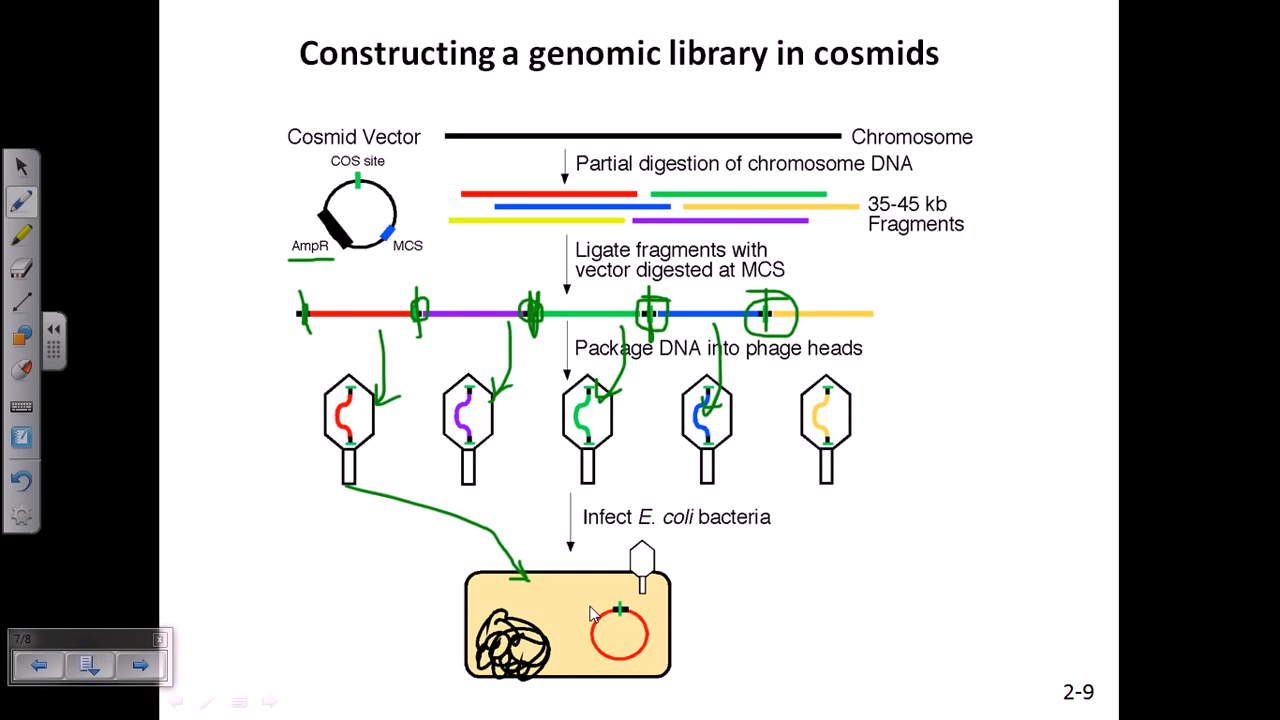 Constructing a genomic library in cosmids
Cosmid Vector
Chromosome
COS site
Partial digestion of chromosome DNA
35-45 kb
Fragments
AmpR
MCS
Ligate fragments with
vector digested at MCS
Package DNA into phage heads
Infect E. coli bacteria
7/8
2-9